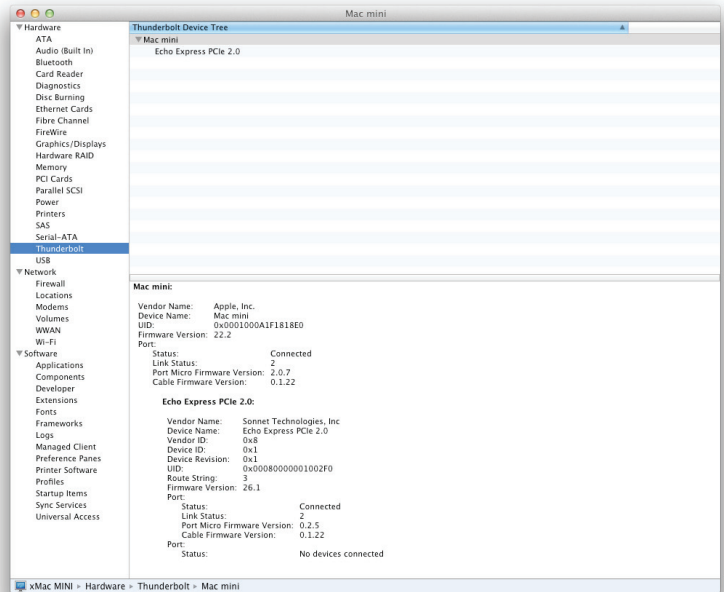 Mac mini
Hardware
ATA
Audio (Built In)
Bluetooth
Card Reader
Diagnostics
Disc Burning
Ethernet Cards
Fibre Channel
FireWire
Graphics/Displays
Hardware RAID
Memory
PCI Cards
Parallel SCSI
Power
Printers
SAS
Serial-ATA
Thunderbolt
USB
Network
Firewall
Locations
Modems
Volumes
WWAN
Wi-Fi
Software
Applications
Components
Developer
Extensions
Fonts
Frameworks
Logs
Managed Client
Preference Panes
Printer Software
Profiles
Startup Items
Sync Services
Universal Access
Thunderbolt Device Tree
Mac mini
Echo Express PCIe 2.0
Mac mini:
Vendor Name: Apple, Inc.
Device Name: Mac mini
UID: 0x0001000A1F1818E0
Firmware Version: 22.2
Port:
Status: Connected
Link Status: 2
Port Micro Firmware Version: 2.0.7
Cable Firmware Version: 0.1.22
Echo Express PCIe 2.0:
Vendor Name: Sonnet Technologies, Inc
Device Name: Echo Express PCIe 2.0
Vendor ID: 0x8
Device ID: 0x1
Device Revision: 0x1
UID: 0x00080000001002F0
Route String: 3
Firmware Version: 26.1
Port:
Status: Connected
Link Status: 2
Port Micro Firmware Version: 0.2.5
Cable Firmware Version: 0.1.22
Port:
Status: No devices connected
xMac MINI ▸ Hardware ▸ Thunderbolt ▸ Mac mini